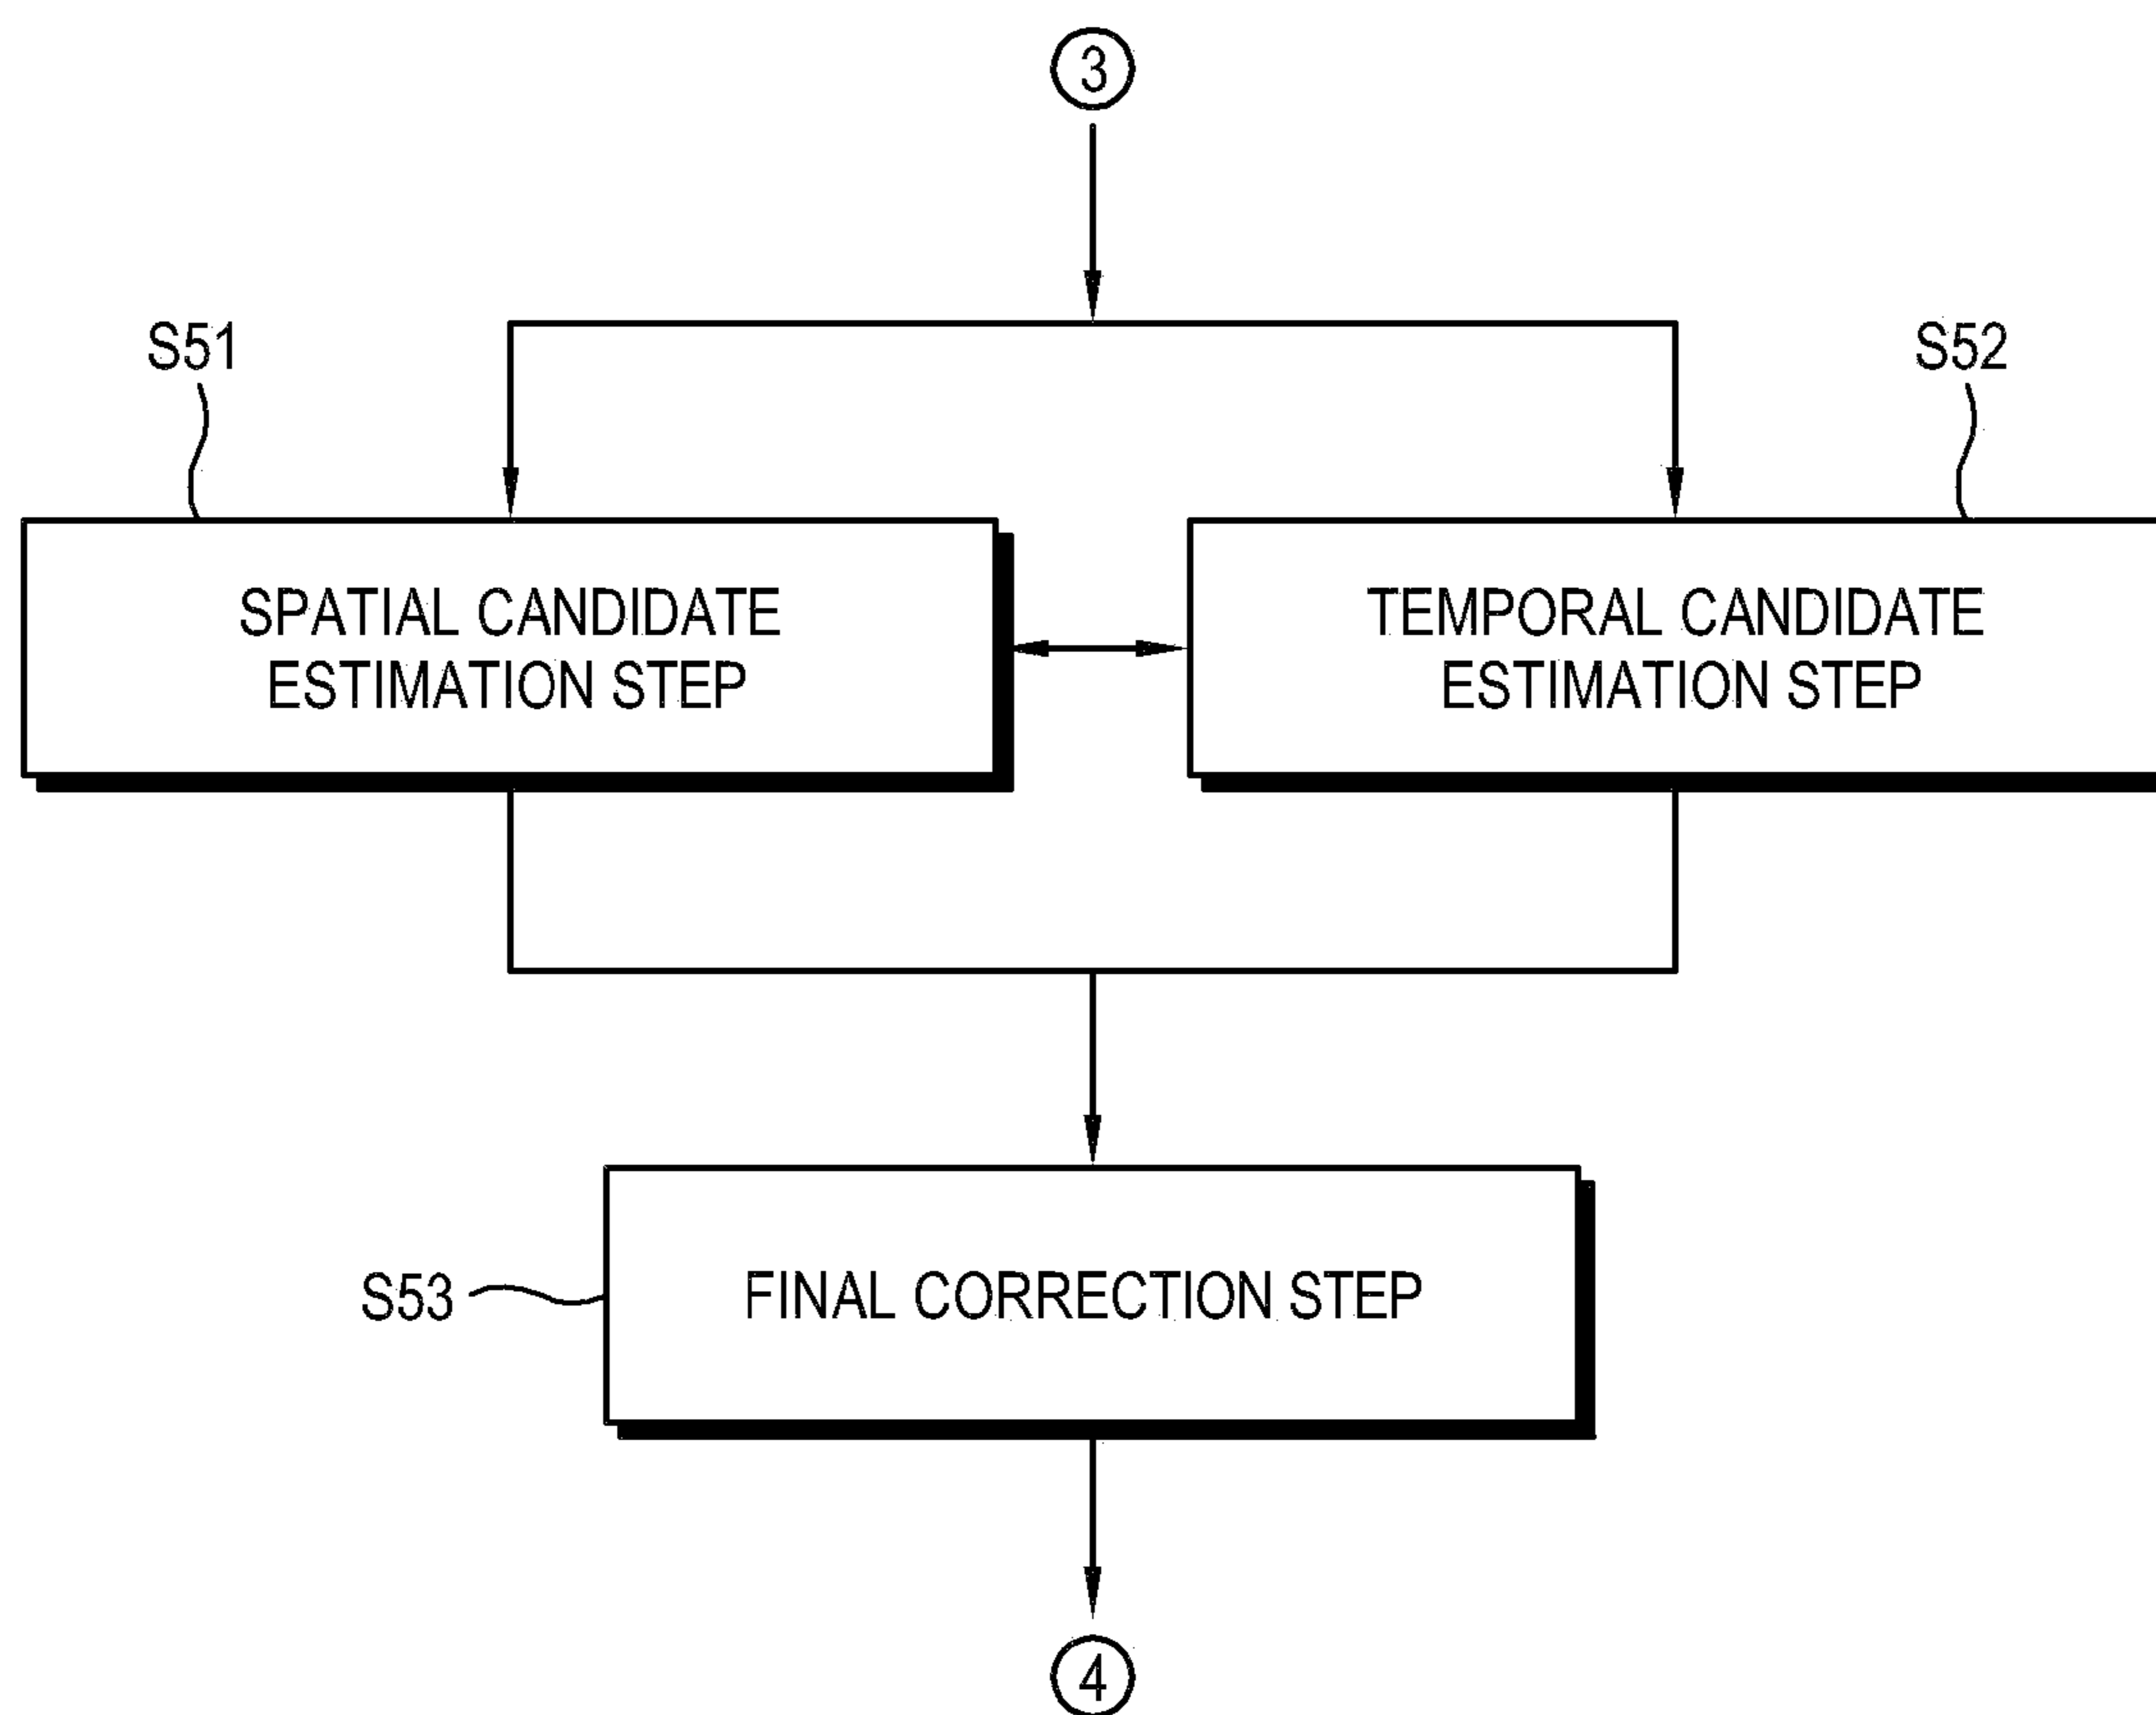 3
S51
S52
SPATIAL CANDIDATE
ESTIMATION STEP
TEMPORAL CANDIDATE
ESTIMATION STEP
S53
FINAL CORRECTION STEP
4